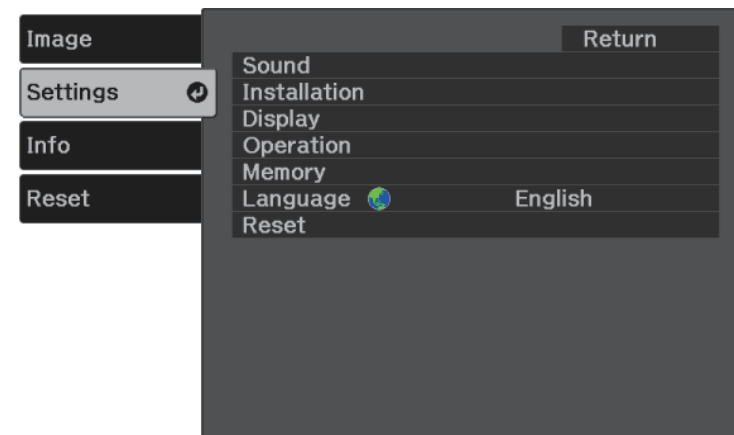 Image
Settings
Info
Reset
Return
Sound
Installation
Display
Operation
Memory
Language English
Reset